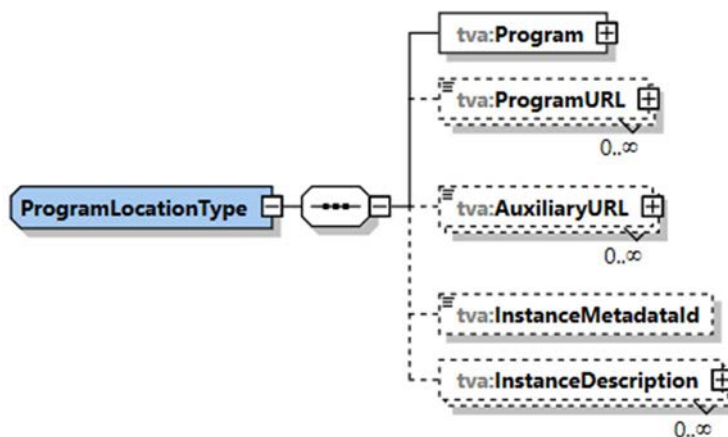 tva:Program
tva:ProgramURL
0..∞
ProgramLocationType
tva:AuxiliaryURL
0..∞
tva:InstanceMetadataId
tva:InstanceDescription
0..∞